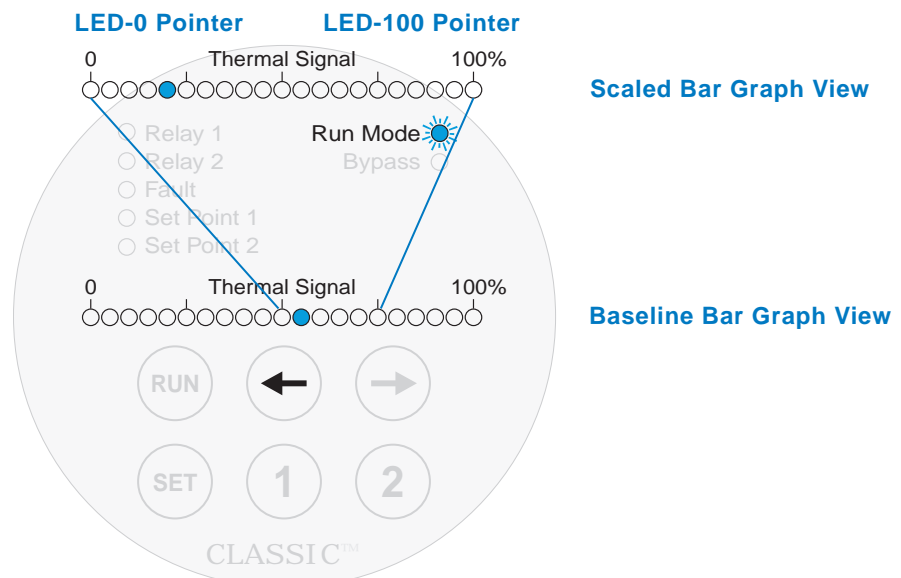 LED-0 Pointer LED-100 Pointer
0 Thermal Signal 100%
Scaled Bar Graph View
Relay 1 Run Mode
Relay 2 Bypass
Fault
Set Point 1
Set Point 2
0 Thermal Signal 100%
Baseline Bar Graph View
RUN
SET 1 2
CLASSIC™